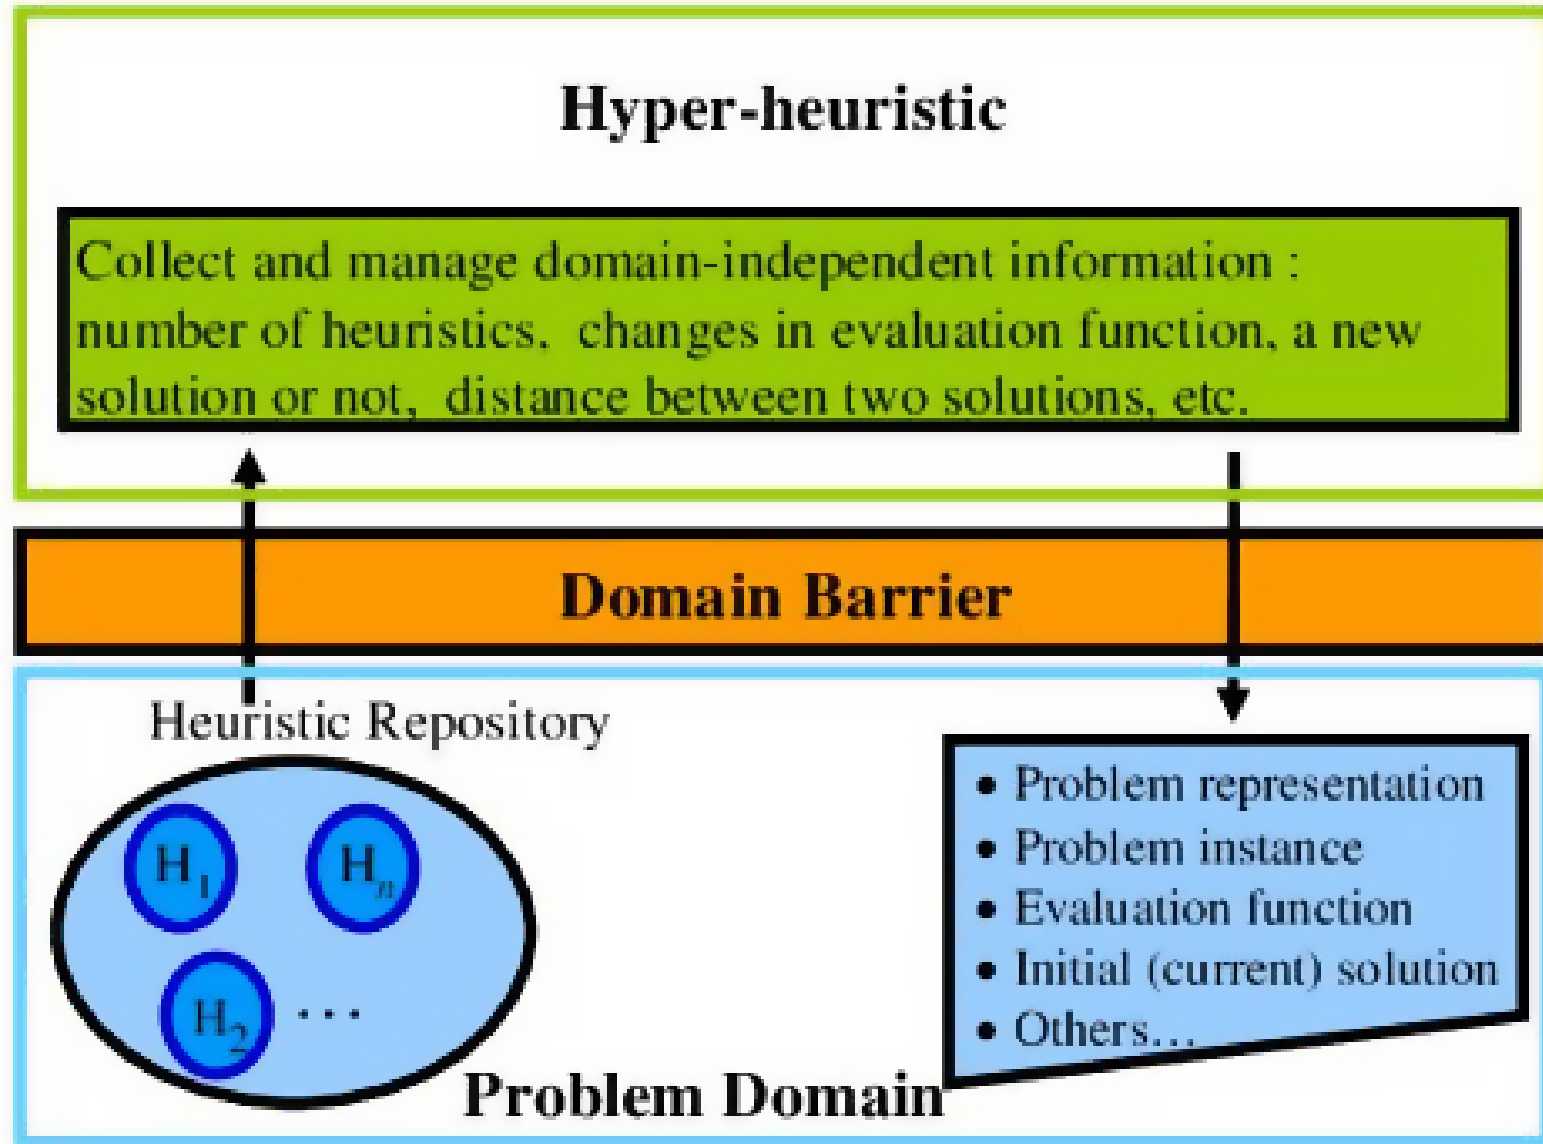 Hyper-heuristic
Collect and manage domain-independent information :
number of heuristics, changes in evaluation function, a new
solution or not, distance between two solutions, etc.
Domain Barrier
Heuristic Repository
H1
Hn
H2 ...
• Problem representation
• Problem instance
• Evaluation function
• Initial (current) solution
• Others...
Problem Domain